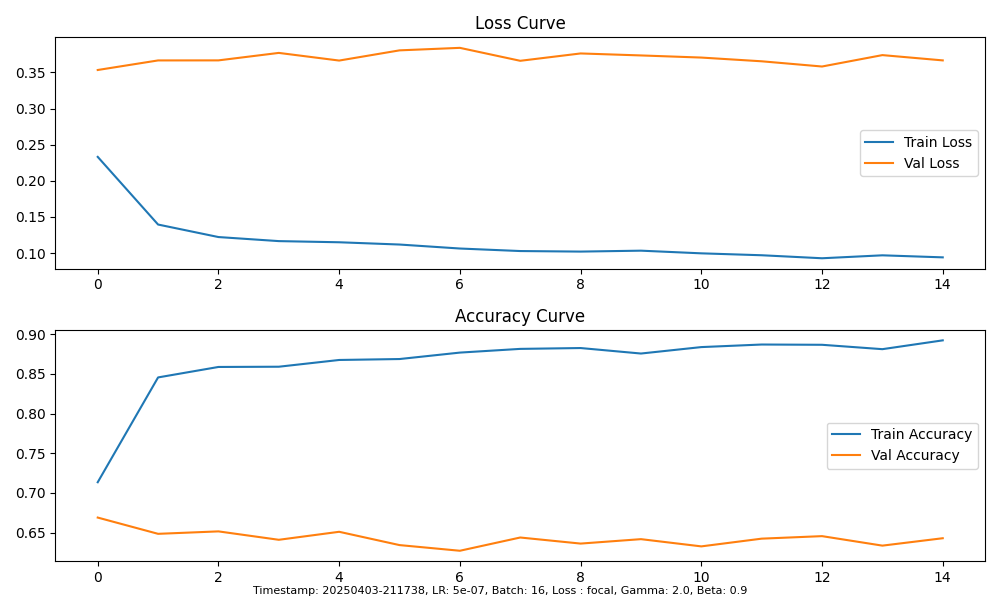 Loss Curve
0.35
0.30
0.25
0.20
0.15
0.10
Train Loss
Val Loss
0 2 4 6 8 10 12 14
Accuracy Curve
0.90
0.85
0.80
0.75
0.70
0.65
Train Accuracy
Val Accuracy
0 2 4 6 8 10 12 14
Timestamp: 20250403-211738, LR: 5e-07, Batch: 16, Loss : focal, Gamma: 2.0, Beta: 0.9